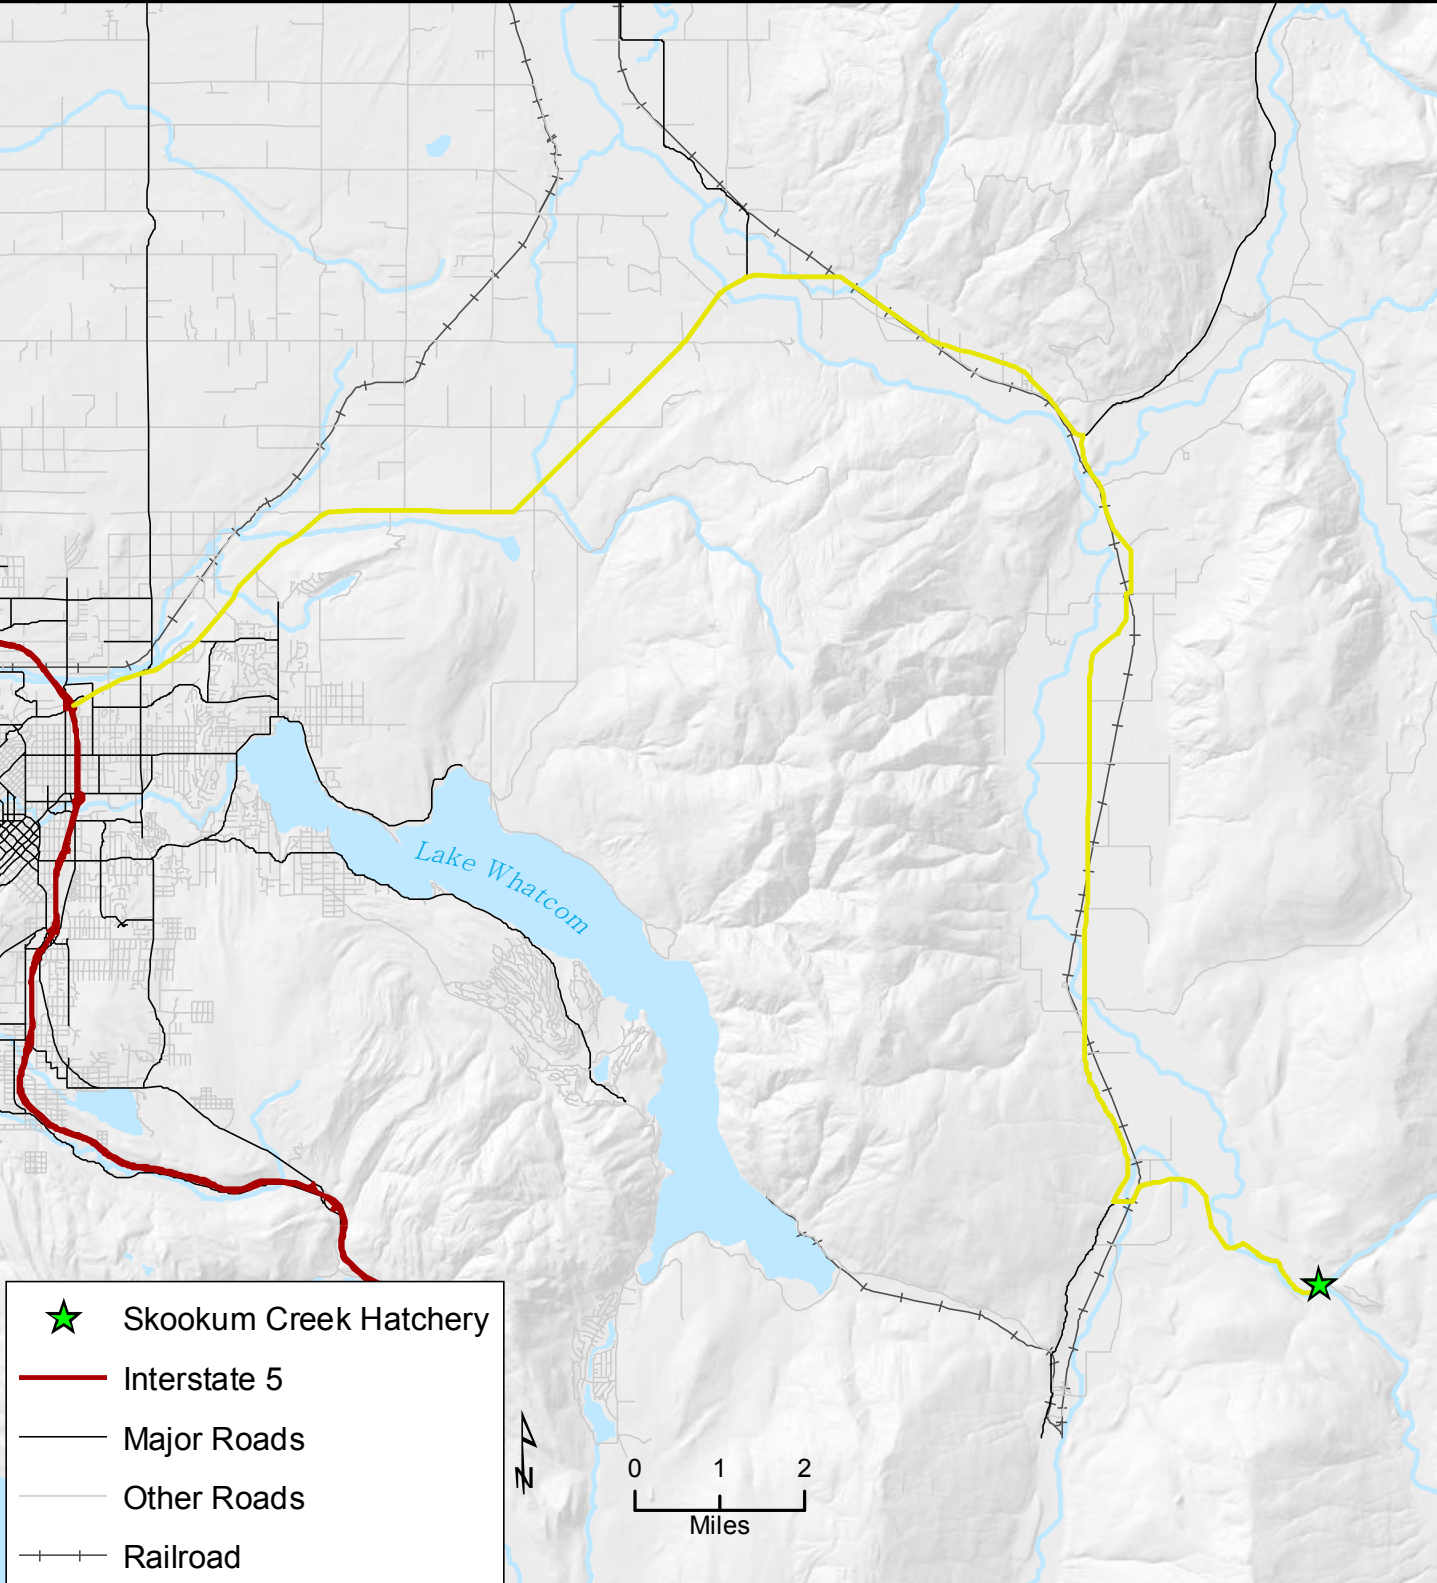 Lake Whatcom
Skookum Creek Hatchery
Interstate 5
Major Roads
Other Roads
Railroad
N
0 1 2
Miles